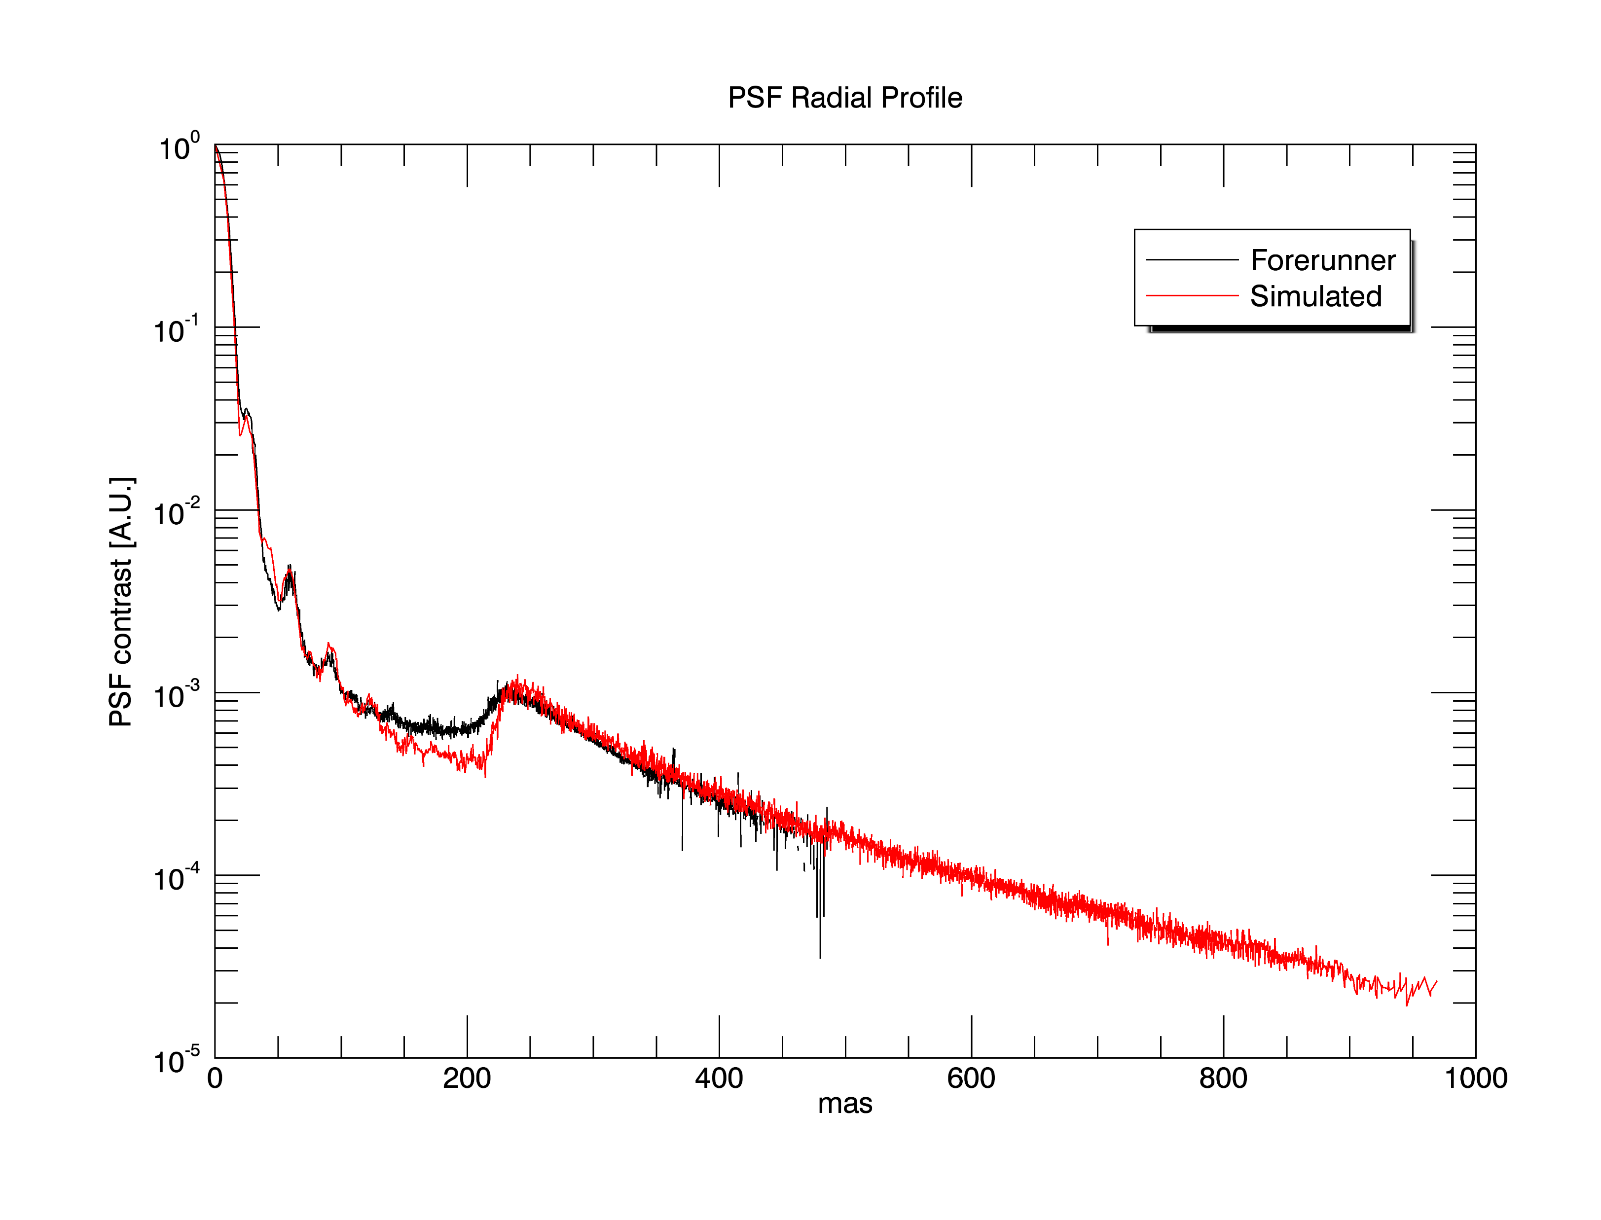 PSF Radial Profile
10^0
Forerunner
Simulated
10^-1
10^-2
PSF contrast [A.U.]
10^-3
10^-4
10^-5
0 200 400 600 800 1000
mas